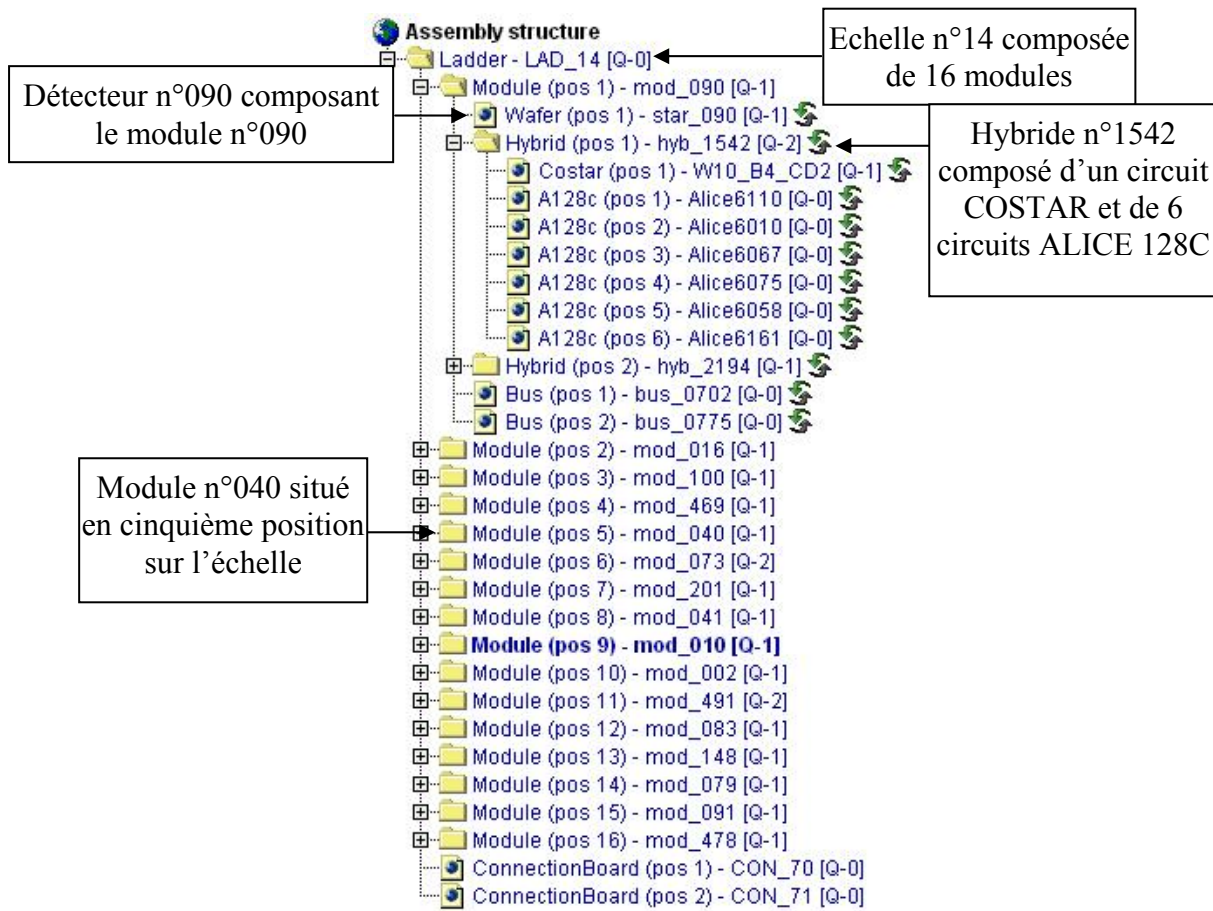 Assembly structure
Ladder - LAD_14 [Q-0]
Echelle n°14 composée
de 16 modules
Module (pos 1) - mod_090 [Q-1]
Détecteur n°090 composant
le module n°090
Wafer (pos 1) - star_090 [Q-1]
Hybrid (pos 1) - hyb_1542 [Q-2]
Hybride n°1542
composé d'un circuit
COSTAR et de 6
circuits ALICE 128C
Costar (pos 1) - W10_B4_CD2 [Q-1]
A128c (pos 1) - Alice6110 [Q-0]
A128c (pos 2) - Alice6010 [Q-0]
A128c (pos 3) - Alice6067 [Q-0]
A128c (pos 4) - Alice6075 [Q-0]
A128c (pos 5) - Alice6058 [Q-0]
A128c (pos 6) - Alice6161 [Q-0]
Hybrid (pos 2) - hyb_2194 [Q-1]
Bus (pos 1) - bus_0702 [Q-0]
Bus (pos 2) - bus_0775 [Q-0]
Module (pos 2) - mod_016 [Q-1]
Module (pos 3) - mod_100 [Q-1]
Module (pos 4) - mod_469 [Q-1]
Module n°040 situé
en cinquième position
sur l'échelle
Module (pos 5) - mod_040 [Q-1]
Module (pos 6) - mod_073 [Q-2]
Module (pos 7) - mod_201 [Q-1]
Module (pos 8) - mod_041 [Q-1]
Module (pos 9) - mod_010 [Q-1]
Module (pos 10) - mod_002 [Q-1]
Module (pos 11) - mod_491 [Q-2]
Module (pos 12) - mod_083 [Q-1]
Module (pos 13) - mod_148 [Q-1]
Module (pos 14) - mod_079 [Q-1]
Module (pos 15) - mod_091 [Q-1]
Module (pos 16) - mod_478 [Q-1]
ConnectionBoard (pos 1) - CON_70 [Q-0]
ConnectionBoard (pos 2) - CON_71 [Q-0]